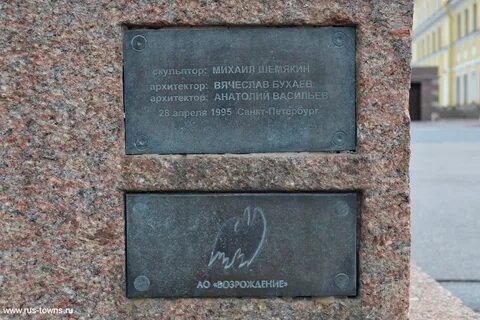 скульптор: МИХАИЛ ШЕМЯКИН
архитектор: ВЯЧЕСЛАВ БУХАЕВ
архитектор: АНАТОЛИЙ ВАСИЛЬЕВ
28 апреля 1995 Санкт-Петербург
АО «ВОЗРОЖДЕНИЕ»
www.rus-towns.ru